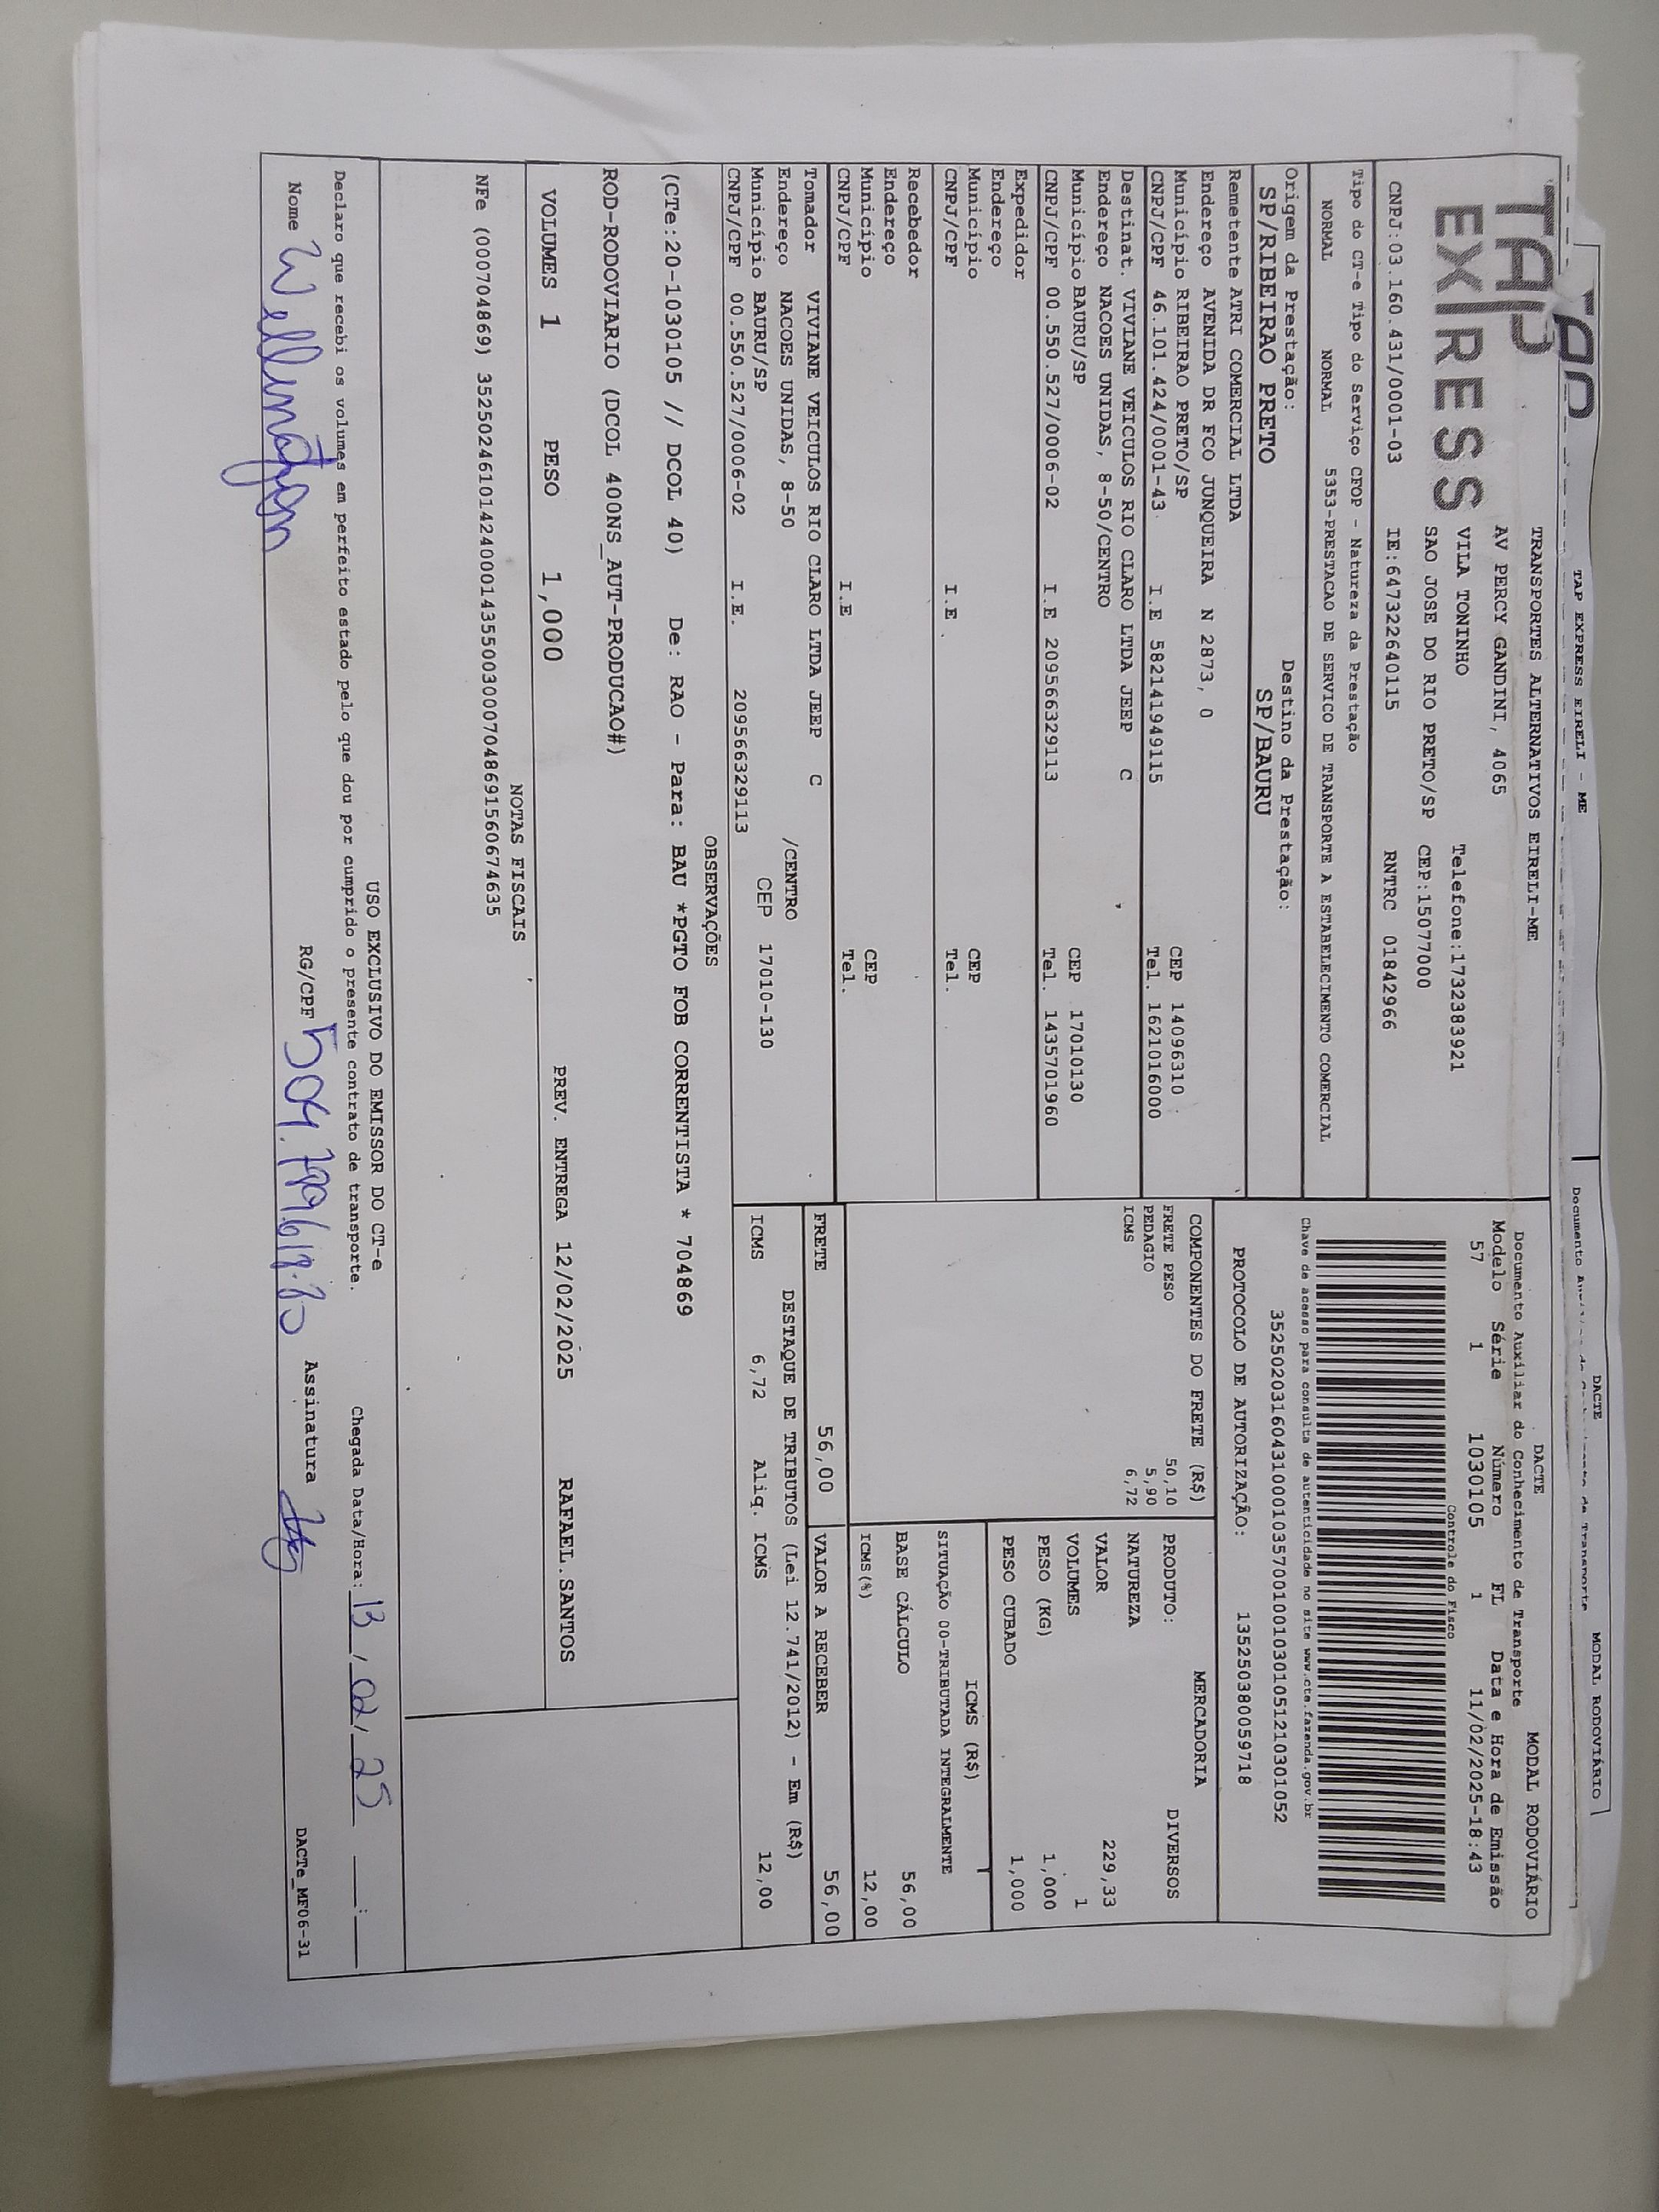 TAP EXPRESS EIRELI - ME
DACTE
MODAL RODOVIÁRIO
TAP
EXPRESS
TRANSPORTES ALTERNATIVOS EIRELI-ME
AV PERCY GANDINI, 4065
VILA TONINHO Telefone:1732383921
SAO JOSE DO RIO PRETO/SP CEP:15077000
CNPJ:03.160.431/0001-03 IE:647322640115 RNTRC 01842966
DACTE MODAL RODOVIÁRIO
Documento Auxiliar do Conhecimento de Transporte
Modelo Série Número FL Data e Hora de Emissão
57 1 1030105 1 11/02/2025-18:43
Controle do Fisco
Chave de acesso para consulta de autenticidade no site www.cte.fazenda.gov.br
35250203160431000103570010010301051210301052
PROTOCOLO DE AUTORIZAÇÃO: 135250380059718
Tipo do CT-e Tipo do Serviço CFOP - Natureza da Prestação
NORMAL NORMAL 5353-PRESTACAO DE SERVICO DE TRANSPORTE A ESTABELECIMENTO COMERCIAL
Origem da Prestação: Destino da Prestação:
SP/RIBEIRAO PRETO SP/BAURU
Remetente ATRI COMERCIAL LTDA
Endereço AVENIDA DR FCO JUNQUEIRA N 2873, 0
Município RIBEIRAO PRETO/SP CEP 14096310
CNPJ/CPF 46.101.424/0001-43 I.E 582141949115 Tel. 1621016000
Destinat. VIVIANE VEICULOS RIO CLARO LTDA JEEP C
Endereço NACOES UNIDAS, 8-50/CENTRO
Município BAURU/SP CEP 17010130
CNPJ/CPF 00.550.527/0006-02 I.E 209566329113 Tel. 1435701960
Expedidor
Endereço
Município CEP
CNPJ/CPF I.E Tel.
Recebedor
Endereço
Município CEP
CNPJ/CPF I.E Tel.
Tomador VIVIANE VEICULOS RIO CLARO LTDA JEEP C
Endereço NACOES UNIDAS, 8-50 /CENTRO
Município BAURU/SP CEP 17010-130
CNPJ/CPF 00.550.527/0006-02 I.E. 209566329113
COMPONENTES DO FRETE (R$)
FRETE PESO 50,10
PEDAGIO 5,90
ICMS 6,72
MERCADORIA
PRODUTO: DIVERSOS
NATUREZA
VALOR 229,33
VOLUMES 1
PESO (KG) 1,000
PESO CUBADO 1,000
ICMS (R$)
SITUAÇÃO 00-TRIBUTADA INTEGRALMENTE
BASE CÁLCULO 56,00
ICMS(%) 12,00
FRETE 56,00 VALOR A RECEBER 56,00
DESTAQUE DE TRIBUTOS (Lei 12.741/2012) - Em (R$)
ICMS 6,72 Aliq. ICMS 12,00
OBSERVAÇÕES
(CTe:20-1030105 // DCOL 40) De: RAO - Para: BAU *PGTO FOB CORRENTISTA * 704869
ROD-RODOVIARIO (DCOL 400NS_AUT-PRODUCAO#)
VOLUMES 1 PESO 1,000 PREV. ENTREGA 12/02/2025 RAFAEL.SANTOS
NOTAS FISCAIS
NFe (000704869) 35250246101424000143550030007048691560674635
USO EXCLUSIVO DO EMISSOR DO CT-e
Declaro que recebi os volumes em perfeito estado pelo que dou por cumprido o presente contrato de transporte. Chegada Data/Hora: 13/02/25 __:__
Nome Wellington RG/CPF Assinatura DACTe_MF06-31